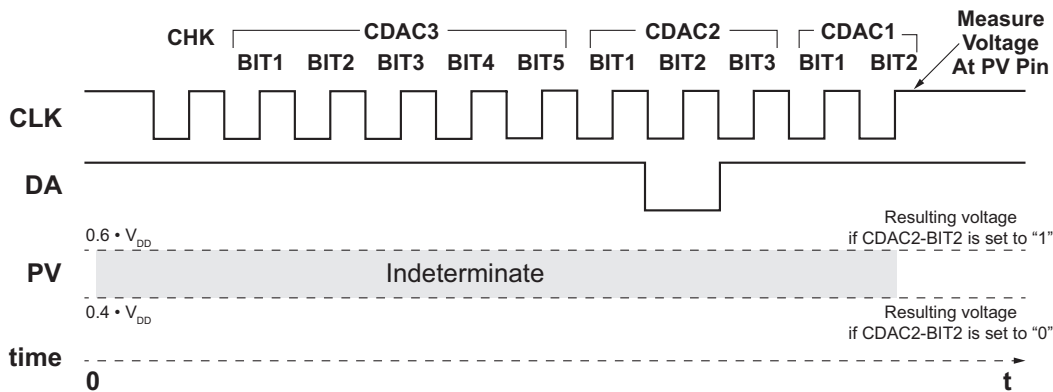 CHK CDAC3 CDAC2 CDAC1
BIT1 BIT2 BIT3 BIT4 BIT5 BIT1 BIT2 BIT3 BIT1 BIT2
Measure
Voltage
At PV Pin
CLK
DA
0.6 • VDD
Resulting voltage
if CDAC2-BIT2 is set to “1”
PV
Indeterminate
0.4 • VDD
Resulting voltage
if CDAC2-BIT2 is set to “0”
time
0 t